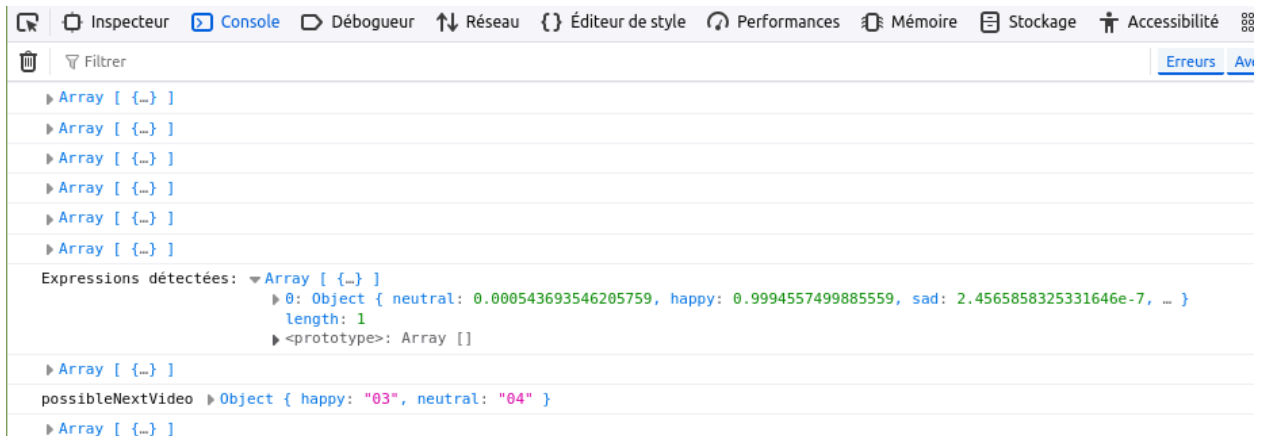 Inspecteur Console Débogueur Réseau {} Éditeur de style Performances Mémoire Stockage Accessibilité
Filtrer Erreurs
Array [ {…} ]
Array [ {…} ]
Array [ {…} ]
Array [ {…} ]
Array [ {…} ]
Array [ {…} ]
Expressions détectées: Array [ {…} ]
0: Object { neutral: 0.000543693546205759, happy: 0.9994557499885559, sad: 2.4565858325331646e-7, … }
length: 1
<prototype>: Array []
Array [ {…} ]
possibleNextVideo Object { happy: "03", neutral: "04" }
Array [ {…} ]